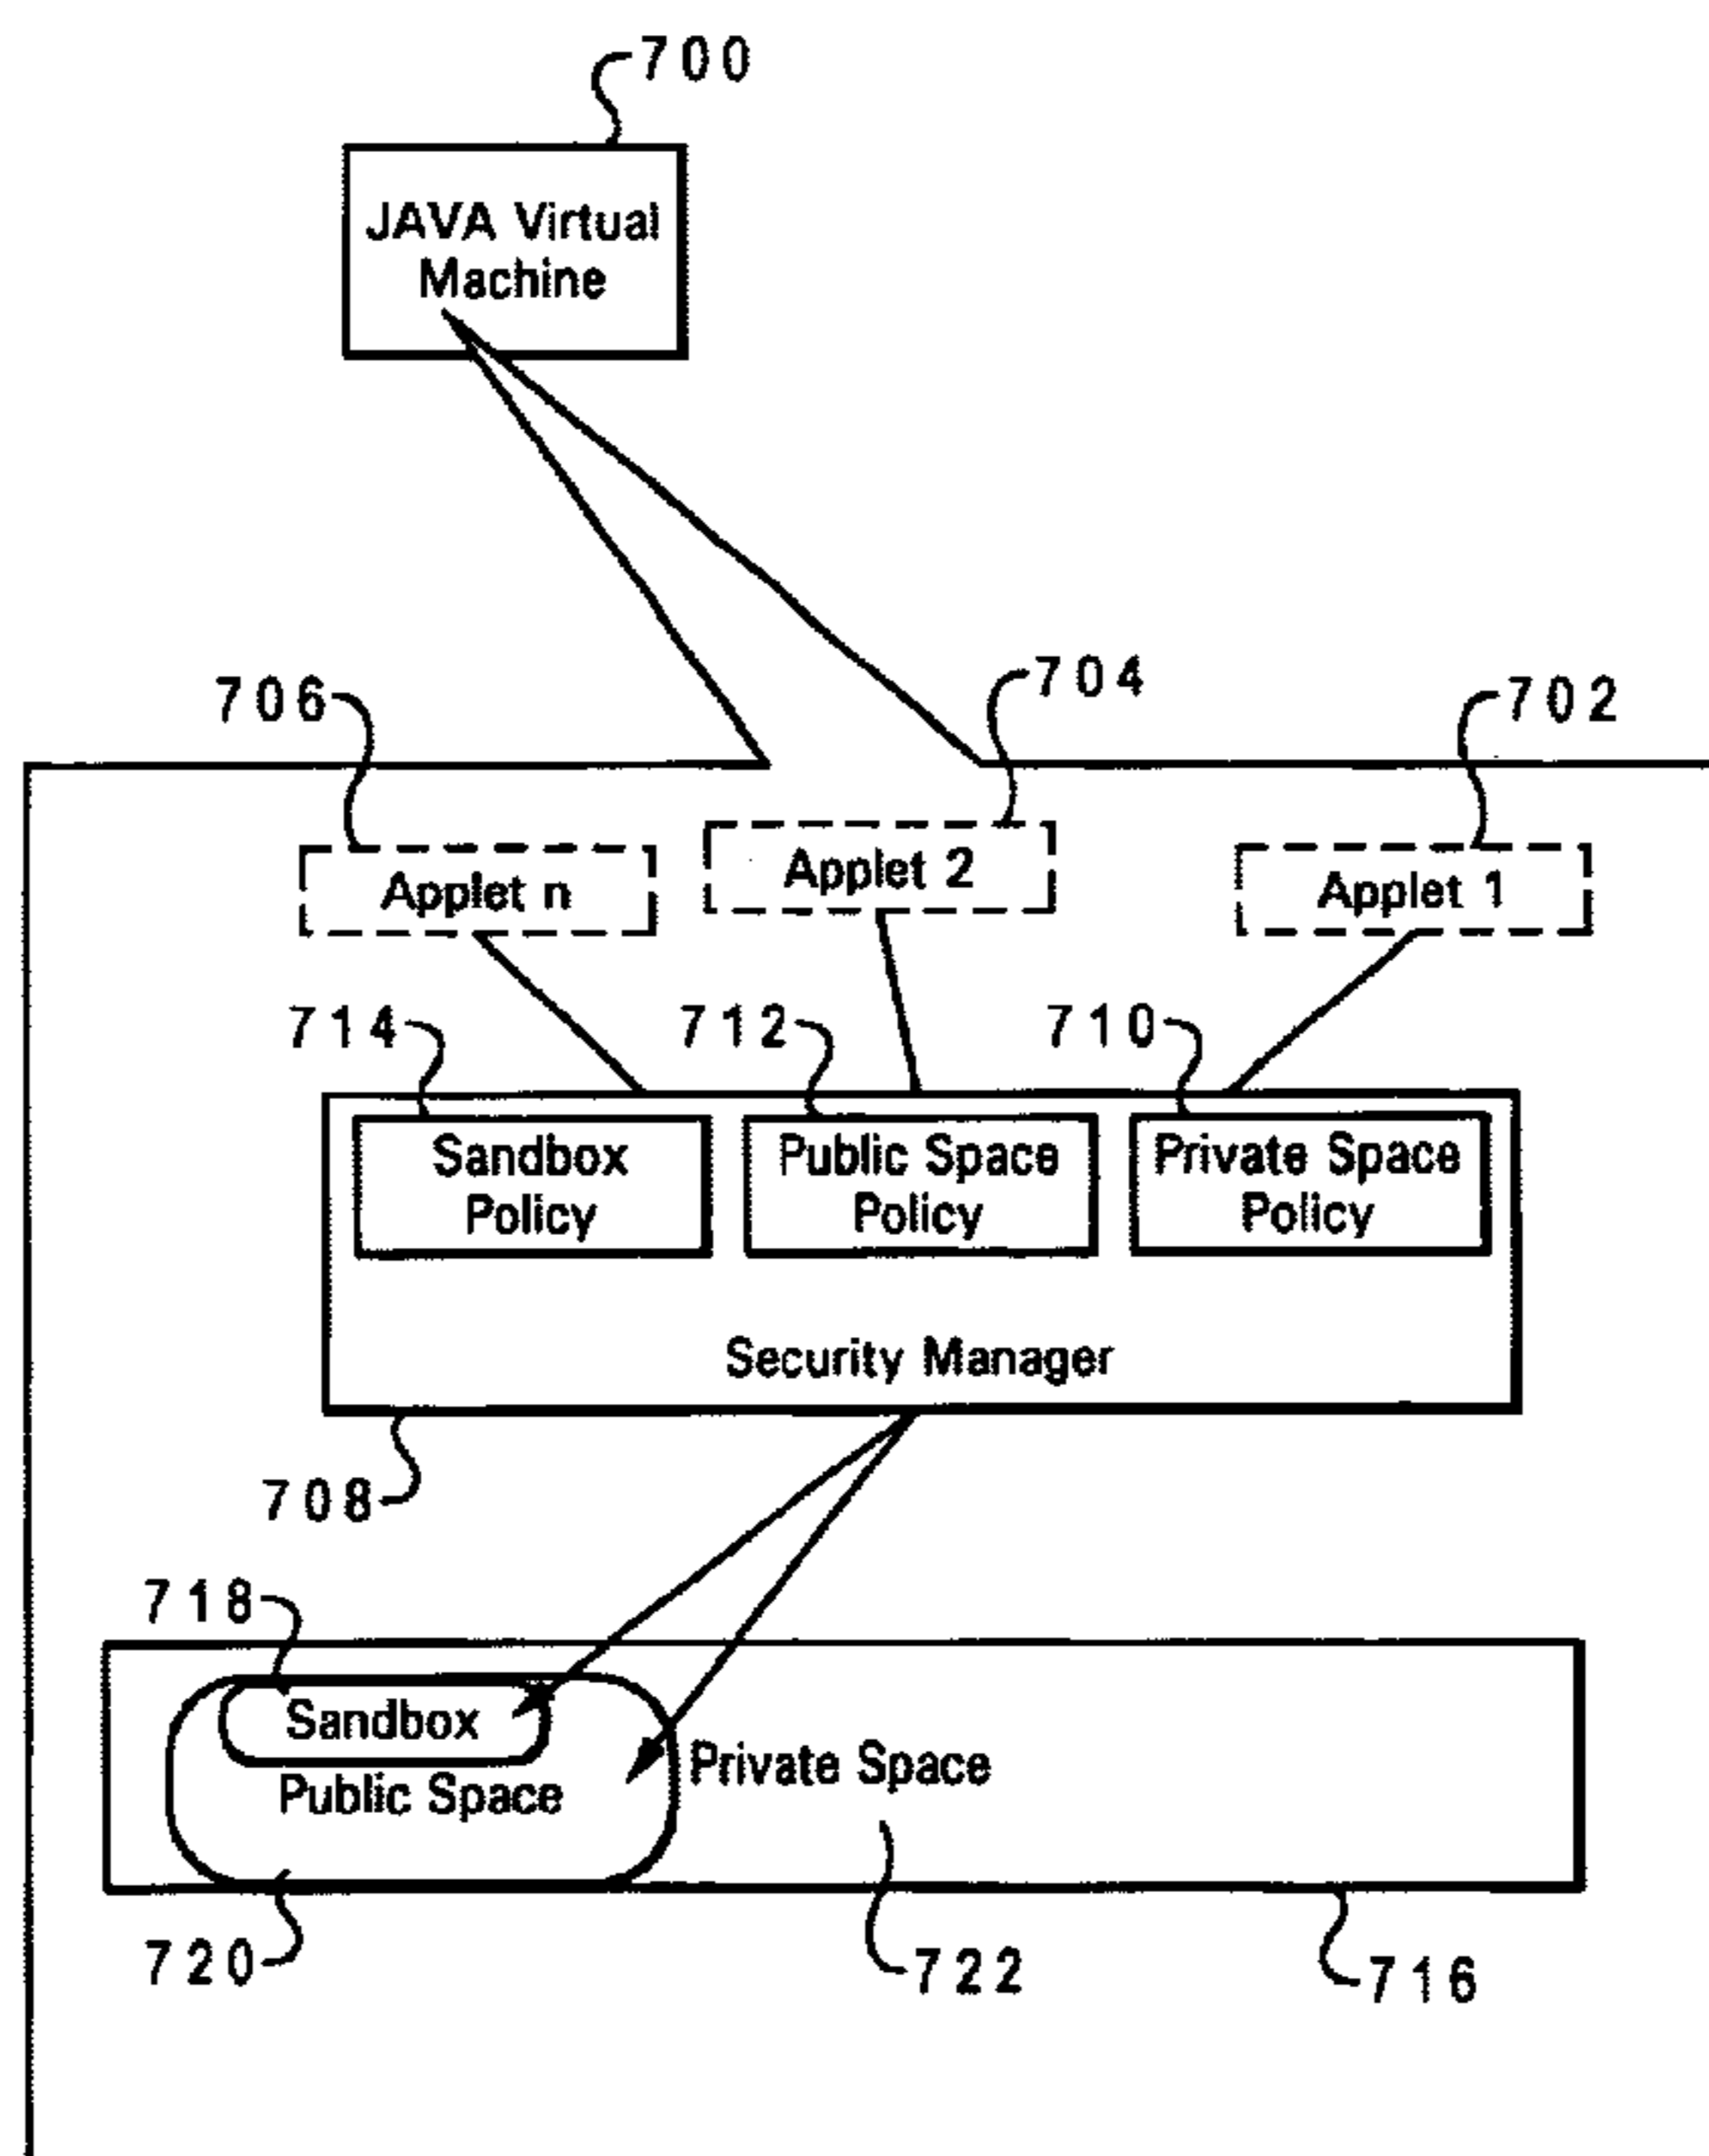 700
JAVA Virtual
Machine
706
704
702
Applet n
Applet 2
Applet 1
714
712
710
Sandbox
Policy
Public Space
Policy
Private Space
Policy
Security Manager
708
718
Sandbox
Public Space
Private Space
720
722
716